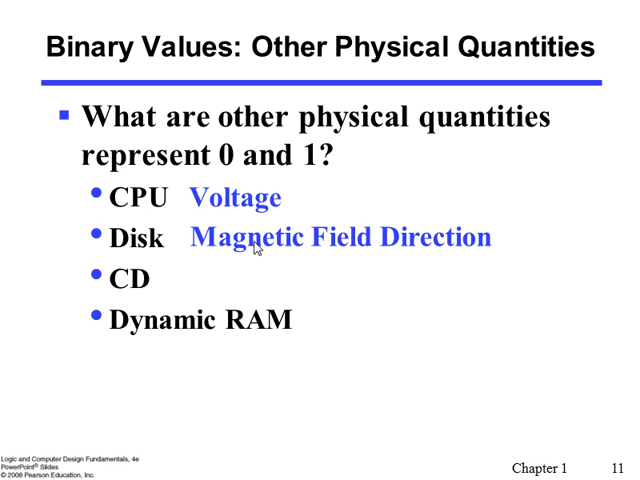 Binary Values: Other Physical Quantities
What are other physical quantities
represent 0 and 1?
CPU Voltage
Disk Magnetic Field Direction
CD
Dynamic RAM
Logic and Computer Design Fundamentals, 4e
PowerPoint® Slides
© 2008 Pearson Education, Inc.
Chapter 1 11